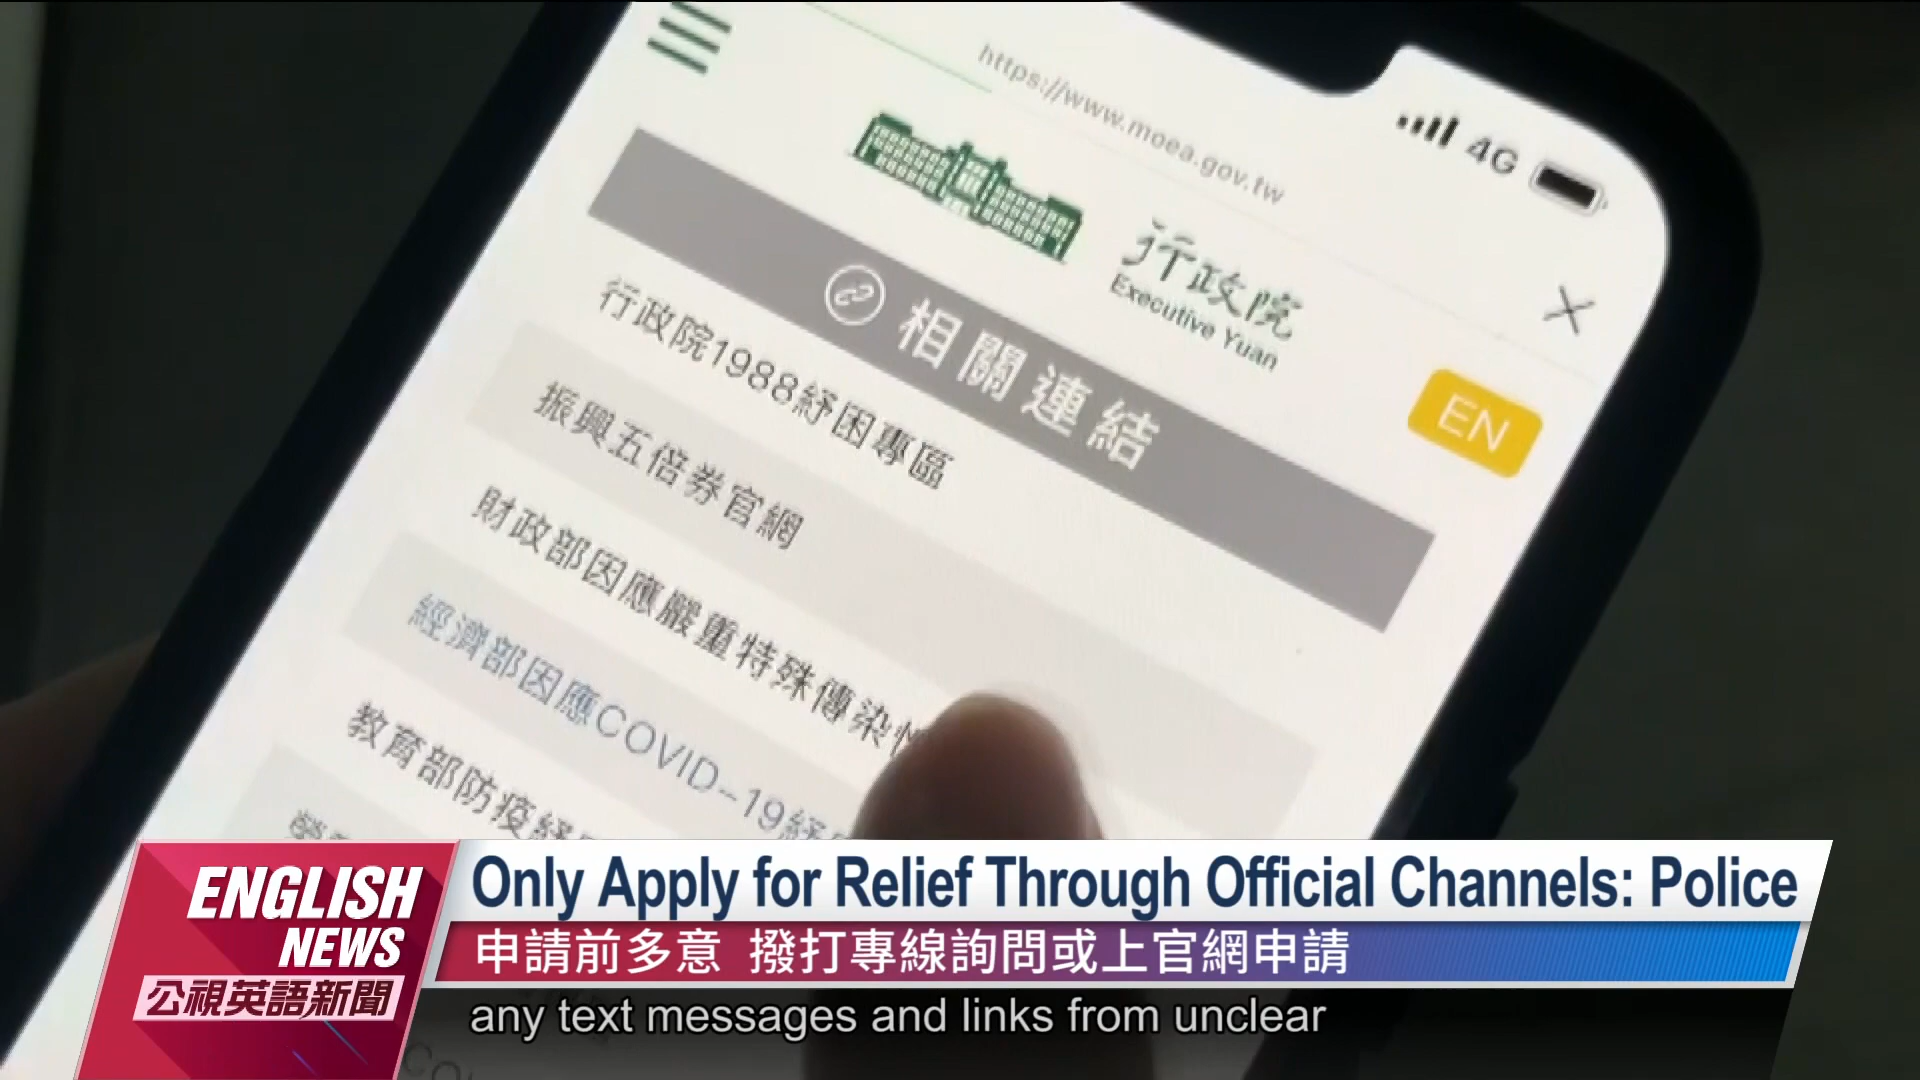 https://www.moea.gov.tw
4G
行政院
Executive Yuan
EN
相關連結
行政院1988紓困專區
振興五倍券官網
財政部因應嚴重特殊傳染性
經濟部因應COVID-19紓
教育部防疫紓
ENGLISH
NEWS
公視英語新聞
Only Apply for Relief Through Official Channels: Police
申請前多意 撥打專線詢問或上官網申請
any text messages and links from unclear